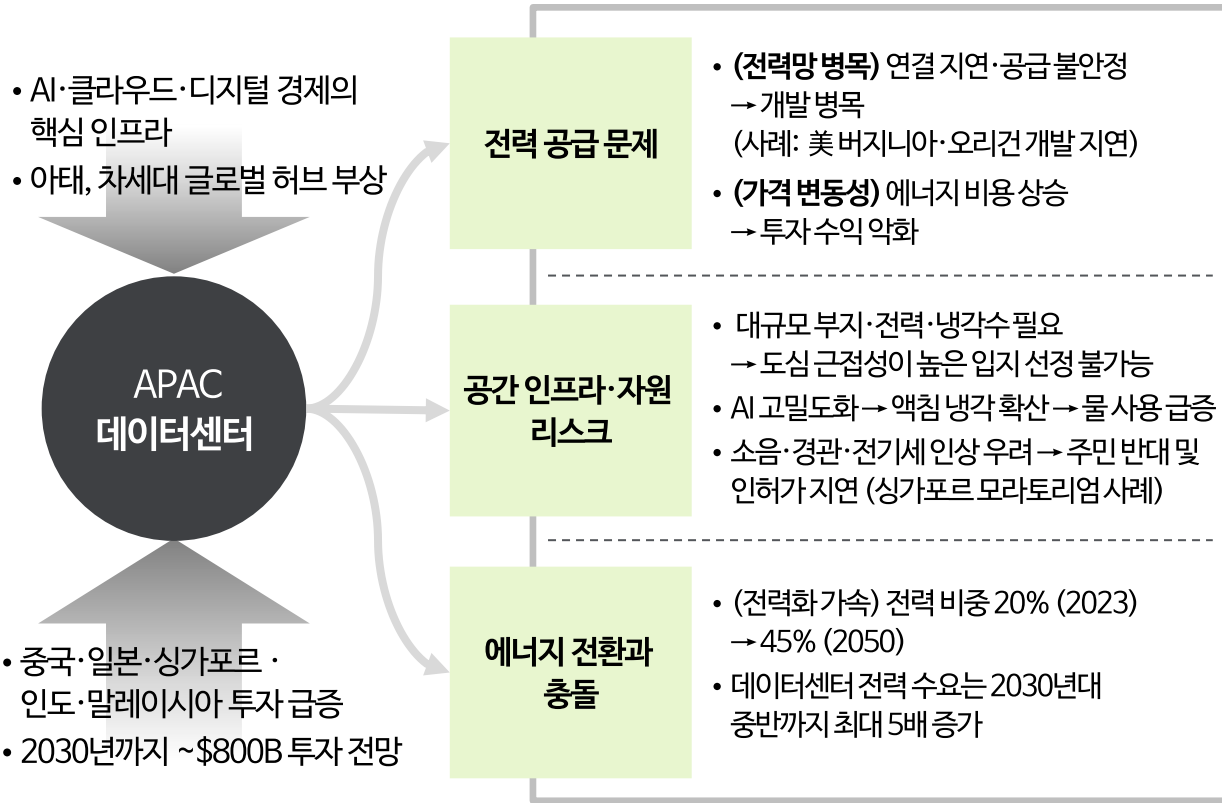 • AI·클라우드·디지털 경제의
핵심 인프라
• 아태, 차세대 글로벌 허브 부상
APAC
데이터센터
• 중국·일본·싱가포르 ·
인도·말레이시아 투자 급증
• 2030년까지 ~$800B 투자 전망
전력 공급 문제
• (전력망 병목) 연결 지연·공급 불안정
→ 개발 병목
(사례: 美 버지니아·오리건 개발 지연)
• (가격 변동성) 에너지 비용 상승
→ 투자 수익 악화
공간 인프라·자원
리스크
• 대규모 부지·전력·냉각수 필요
→ 도심 근접성이 높은 입지 선정 불가능
• AI 고밀도화 → 액침 냉각 확산 → 물 사용 급증
• 소음·경관·전기세 인상 우려 → 주민 반대 및
인허가 지연 (싱가포르 모라토리엄 사례)
에너지 전환과
충돌
• (전력화 가속) 전력 비중 20% (2023)
→ 45% (2050)
• 데이터센터 전력 수요는 2030년대
중반까지 최대 5배 증가